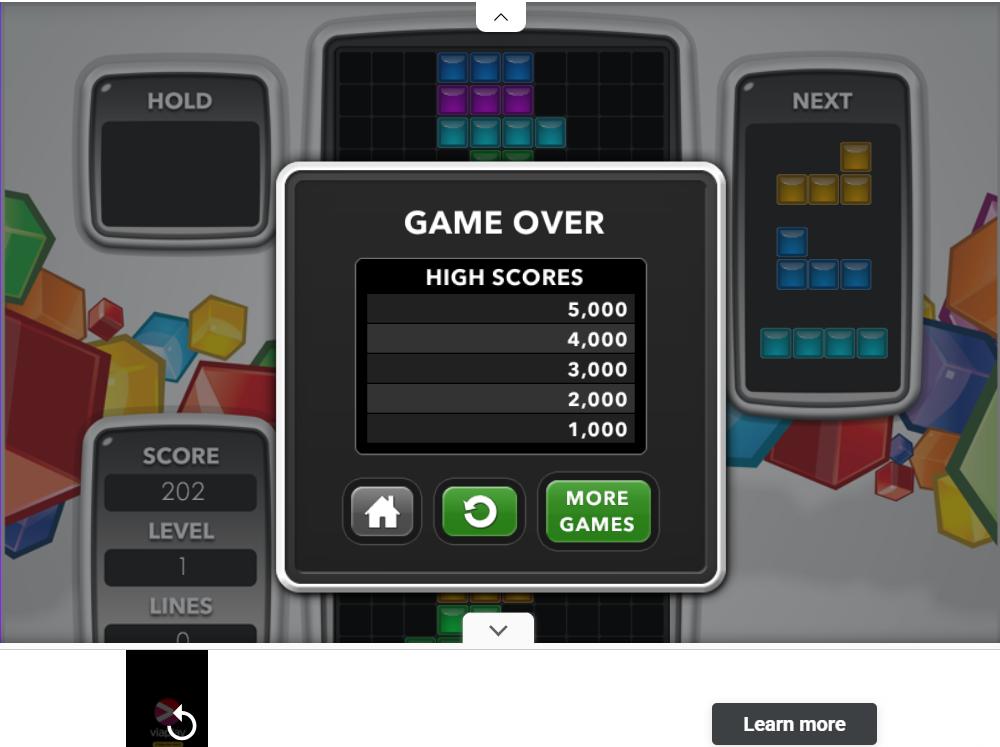 HOLD
NEXT
GAME OVER
HIGH SCORES
5,000
4,000
3,000
2,000
1,000
SCORE
202
LEVEL
1
LINES
0
MORE
GAMES
Learn more